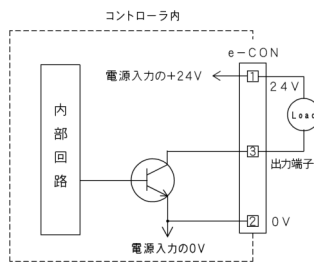 コントローラ内
e-CON
電源入力の+24V
1
24V
内部回路
Load
3
出力端子
2
0V
電源入力の0V